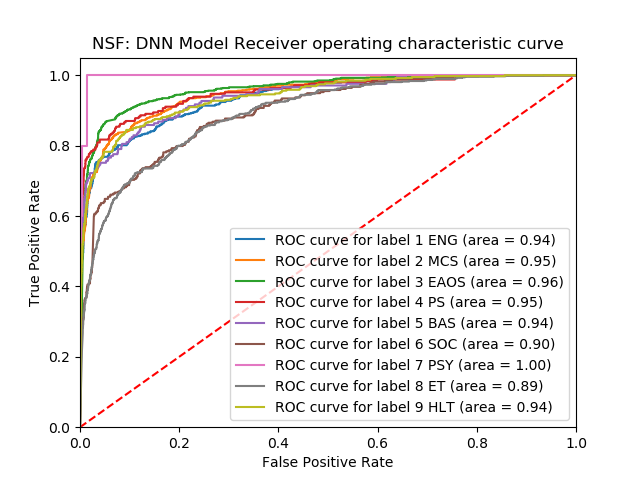 NSF: DNN Model Receiver operating characteristic curve
1.0
0.8
0.6
0.4
0.2
0.0
True Positive Rate
ROC curve for label 1 ENG (area = 0.94)
ROC curve for label 2 MCS (area = 0.95)
ROC curve for label 3 EAOS (area = 0.96)
ROC curve for label 4 PS (area = 0.95)
ROC curve for label 5 BAS (area = 0.94)
ROC curve for label 6 SOC (area = 0.90)
ROC curve for label 7 PSY (area = 1.00)
ROC curve for label 8 ET (area = 0.89)
ROC curve for label 9 HLT (area = 0.94)
0.0 0.2 0.4 0.6 0.8 1.0
False Positive Rate